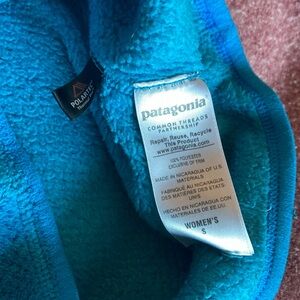 POLARTEC
patagonia
COMMON THREADS
PARTNERSHIP
Repair, Reuse, Recycle
This Product
www.patagonia.com
100% POLYESTER
EXCLUSIVE OF TRIM
MADE IN NICARAGUA OF U.S
MATERIALS
FABRIQUÉ AU NICARAGUA
DE MATIÈRES DES ÉTATS-
UNIS
HECHO EN NICARAGUA CON
MATERIALES DE EE.UU.
WOMEN'S
S